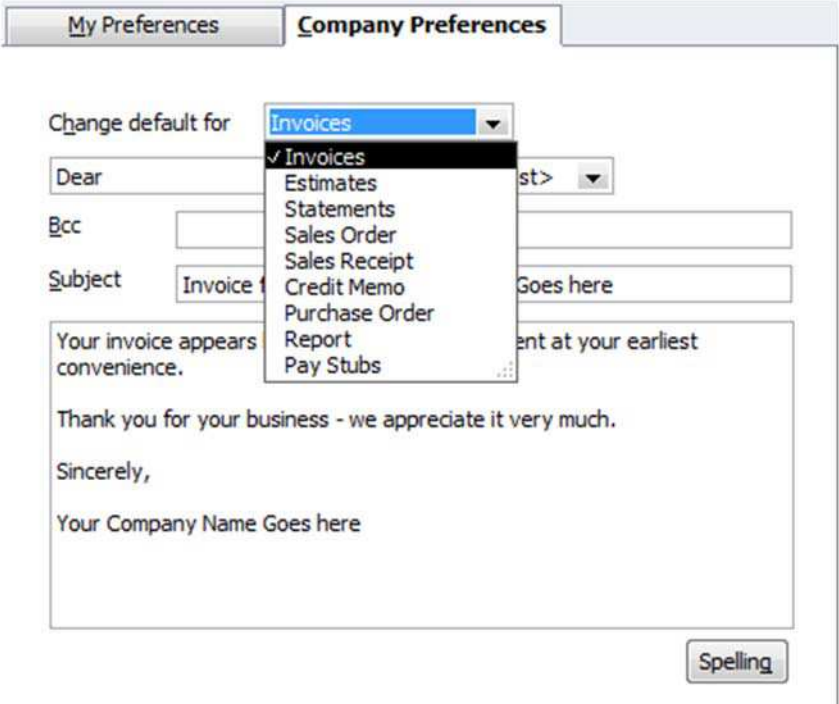 My Preferences
Company Preferences
Change default for Invoices
✓ Invoices
Estimates
Statements
Sales Order
Sales Receipt
Credit Memo
Purchase Order
Report
Pay Stubs
Dear st>
Bcc
Subject Invoice f Goes here
Your invoice appears ent at your earliest
convenience.
Thank you for your business - we appreciate it very much.
Sincerely,
Your Company Name Goes here
Spelling